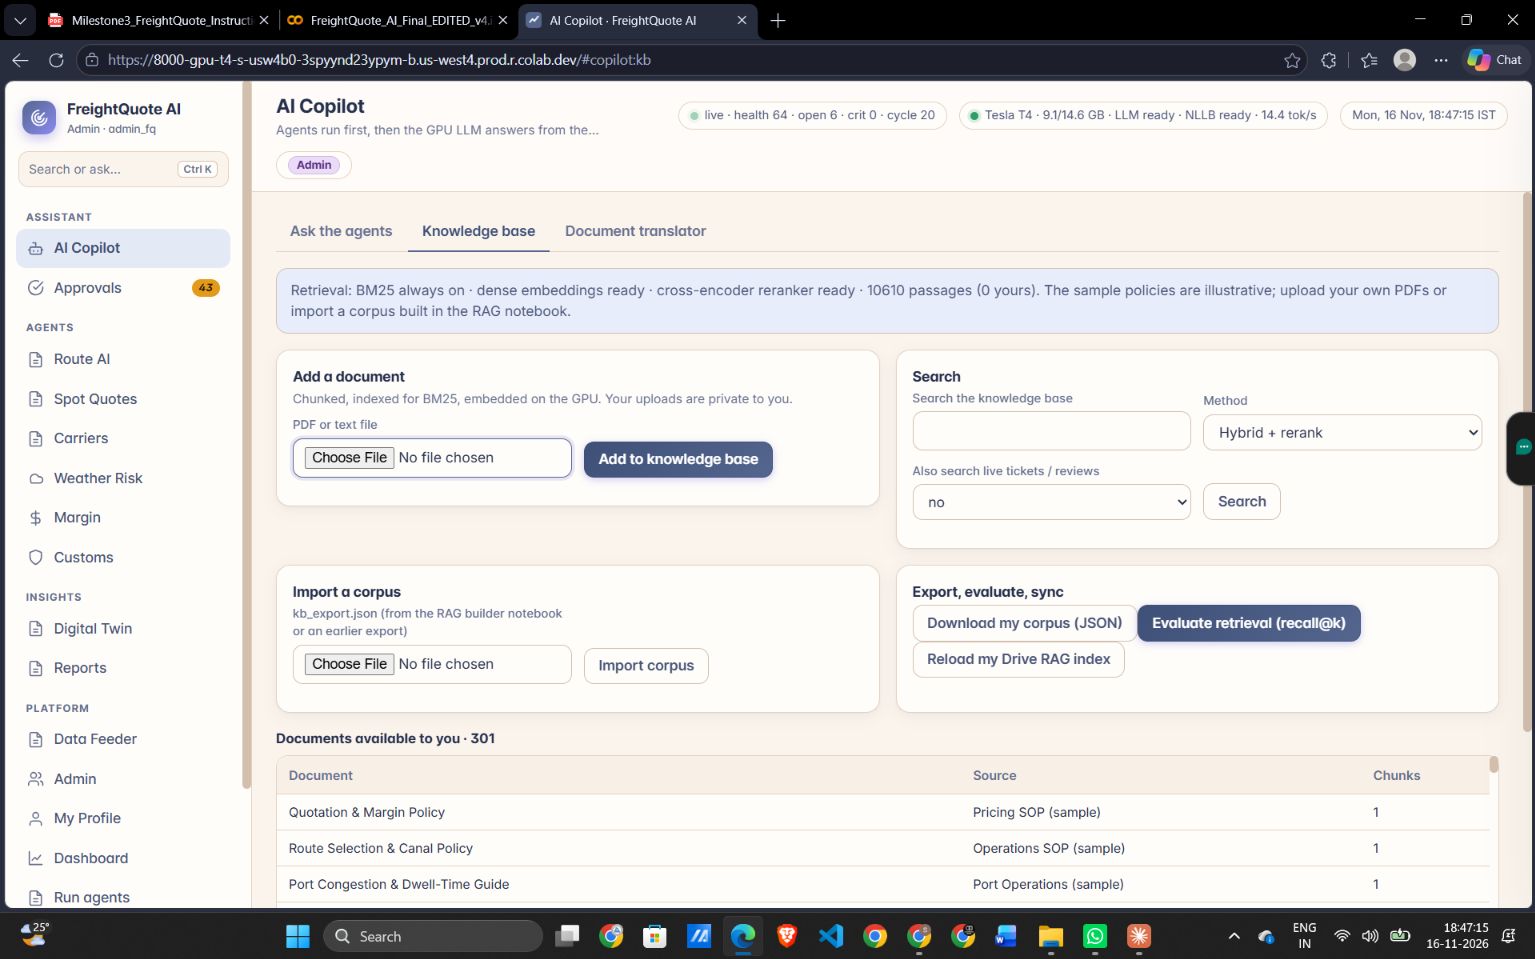 Milestone3_FreightQuote_Instructi
FreightQuote_AI_Final_EDITED_v4.i
AI Copilot · FreightQuote AI
https://8000-gpu-t4-s-usw4b0-3spyynd23ypym-b.us-west4.prod.r.colab.dev/#copilot:kb
Chat
FreightQuote AI
Admin · admin_fq
Search or ask...
Ctrl K
ASSISTANT
AI Copilot
Approvals
43
AGENTS
Route AI
Spot Quotes
Carriers
Weather Risk
Margin
Customs
INSIGHTS
Digital Twin
Reports
PLATFORM
Data Feeder
Admin
My Profile
Dashboard
Run agents
AI Copilot
Agents run first, then the GPU LLM answers from the...
live · health 64 · open 6 · crit 0 · cycle 20
Tesla T4 · 9.1/14.6 GB · LLM ready · NLLB ready · 14.4 tok/s
Mon, 16 Nov, 18:47:15 IST
Admin
Ask the agents
Knowledge base
Document translator
Retrieval: BM25 always on · dense embeddings ready · cross-encoder reranker ready · 10610 passages (0 yours). The sample policies are illustrative; upload your own PDFs or
import a corpus built in the RAG notebook.
Add a document
Chunked, indexed for BM25, embedded on the GPU. Your uploads are private to you.
PDF or text file
Choose File No file chosen
Add to knowledge base
Search
Search the knowledge base
Method
Hybrid + rerank
Also search live tickets / reviews
no
Search
Import a corpus
kb_export.json (from the RAG builder notebook
or an earlier export)
Choose File No file chosen
Import corpus
Export, evaluate, sync
Download my corpus (JSON)
Evaluate retrieval (recall@k)
Reload my Drive RAG index
Documents available to you · 301
Document Source Chunks
Quotation & Margin Policy Pricing SOP (sample) 1
Route Selection & Canal Policy Operations SOP (sample) 1
Port Congestion & Dwell-Time Guide Port Operations (sample) 1
25°
Search
ENG
IN
18:47:15
16-11-2026